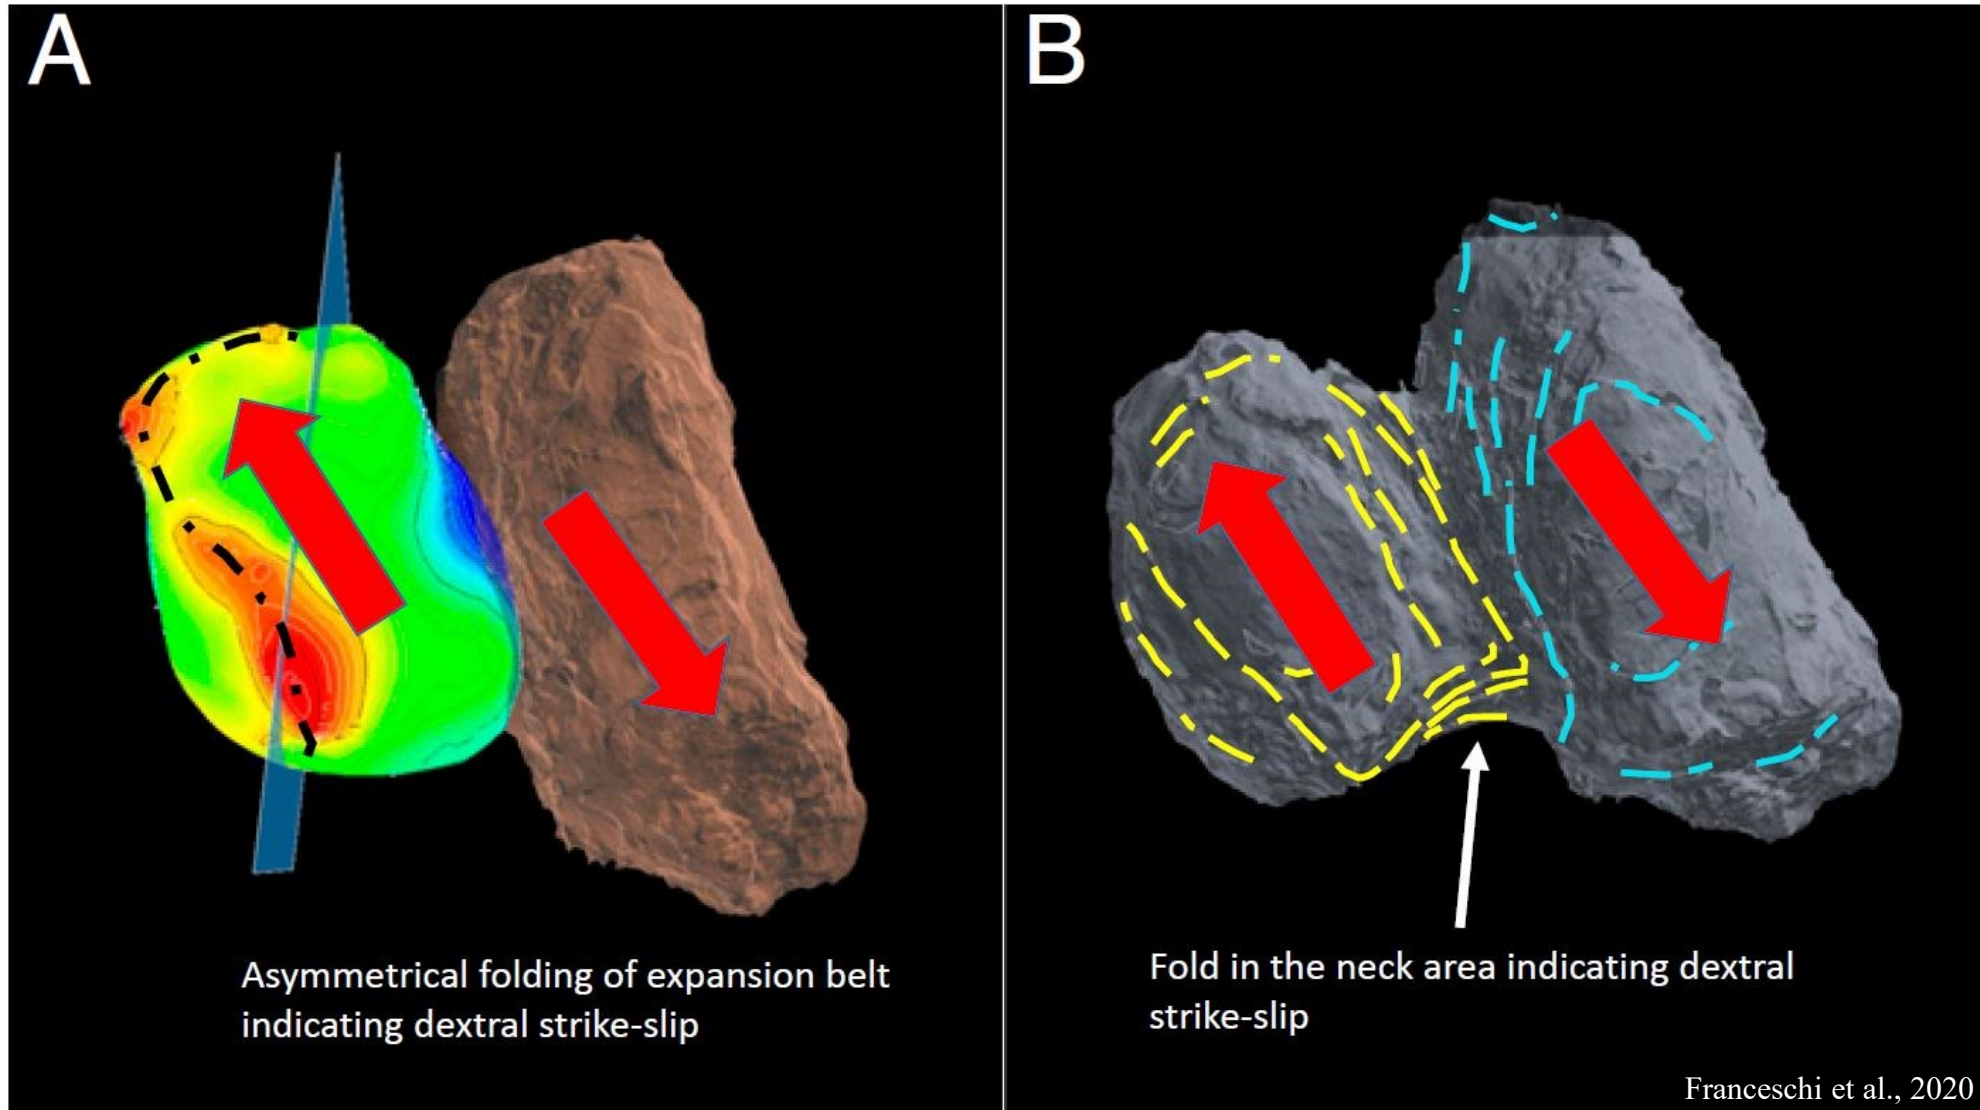 A
B
Asymmetrical folding of expansion belt
indicating dextral strike-slip
Fold in the neck area indicating dextral
strike-slip
Franceschi et al., 2020